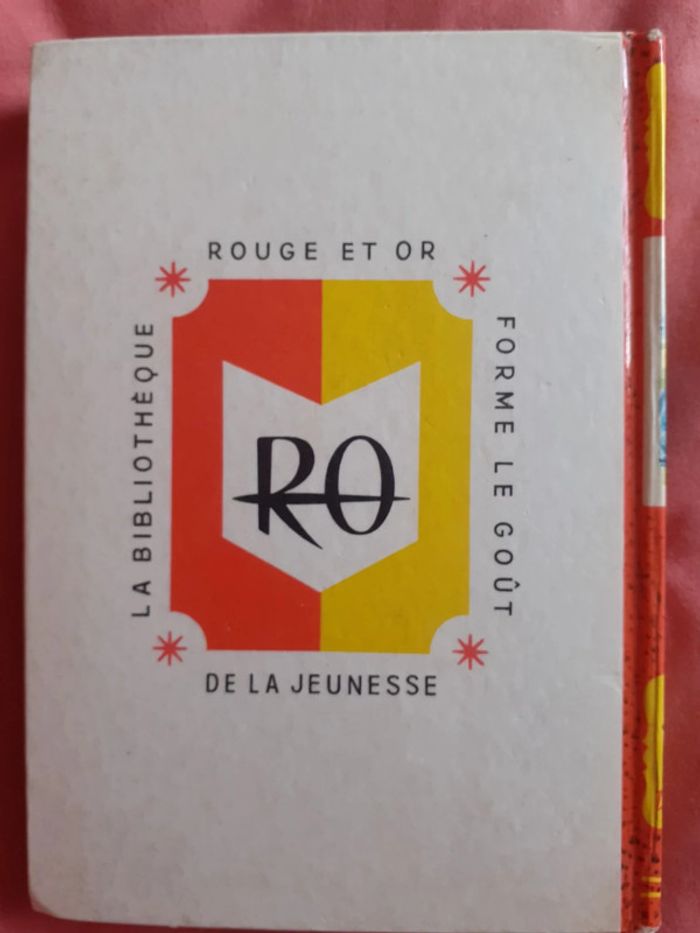 LA BIBLIOTHÈQUE
ROUGE ET OR
FORME LE GOÛT
DE LA JEUNESSE
RO